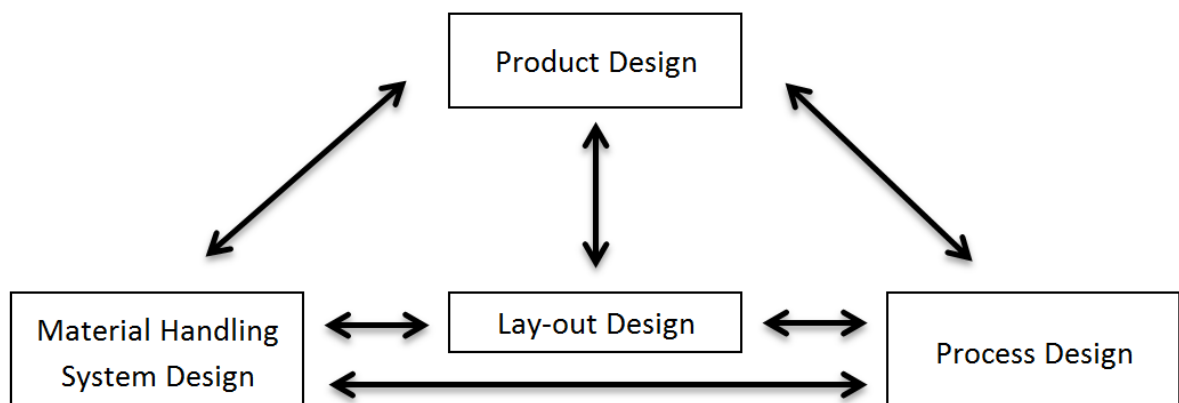 Product Design
Material Handling
System Design
Lay-out Design
Process Design